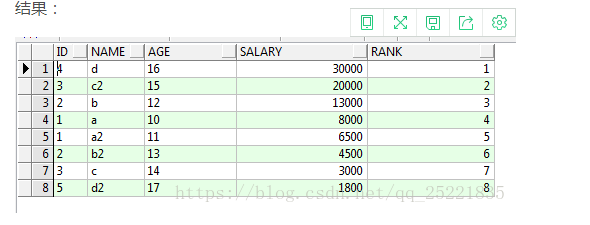 结果：
ID NAME AGE SALARY RANK
1 4 d 16 30000 1
2 3 c2 15 20000 2
3 2 b 12 13000 3
4 1 a 10 8000 4
5 1 a2 11 6500 5
6 2 b2 13 4500 6
7 3 c 14 3000 7
8 5 d2 17 1800 8
https://blog.csdn.net/qq_25221835